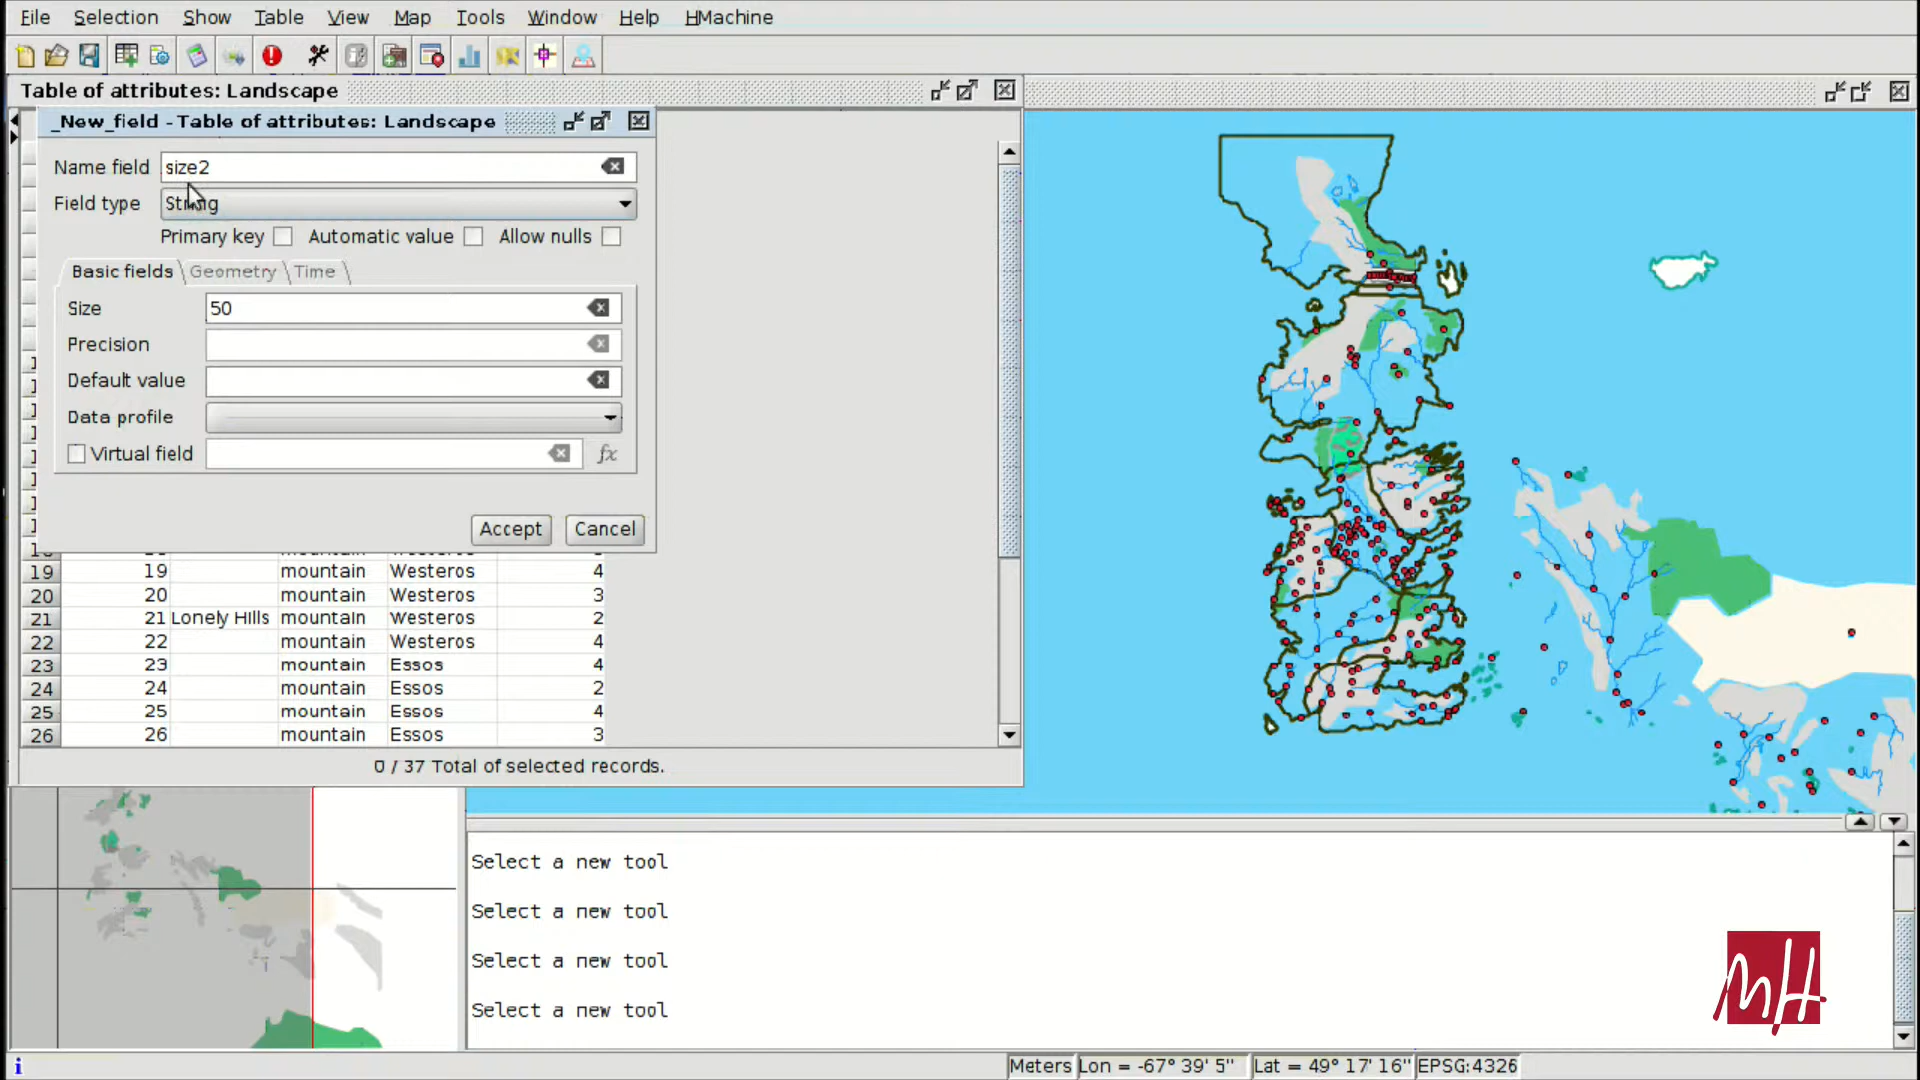 File Selection Show Table View Map Tools Window Help HMachine
Table of attributes: Landscape
_New_field - Table of attributes: Landscape
Name field size2
Field type String
Primary key Automatic value Allow nulls
Basic fields Geometry Time
Size 50
Precision
Default value
Data profile
Virtual field fx
Accept Cancel
19 19 mountain Westeros 4
20 20 mountain Westeros 3
21 21 Lonely Hills mountain Westeros 2
22 22 mountain Westeros 4
23 23 mountain Essos 4
24 24 mountain Essos 2
25 25 mountain Essos 4
26 26 mountain Essos 3
0 / 37 Total of selected records.
Select a new tool
Select a new tool
Select a new tool
Select a new tool
MH
Meters Lon = -67° 39' 5" Lat = 49° 17' 16" EPSG:4326